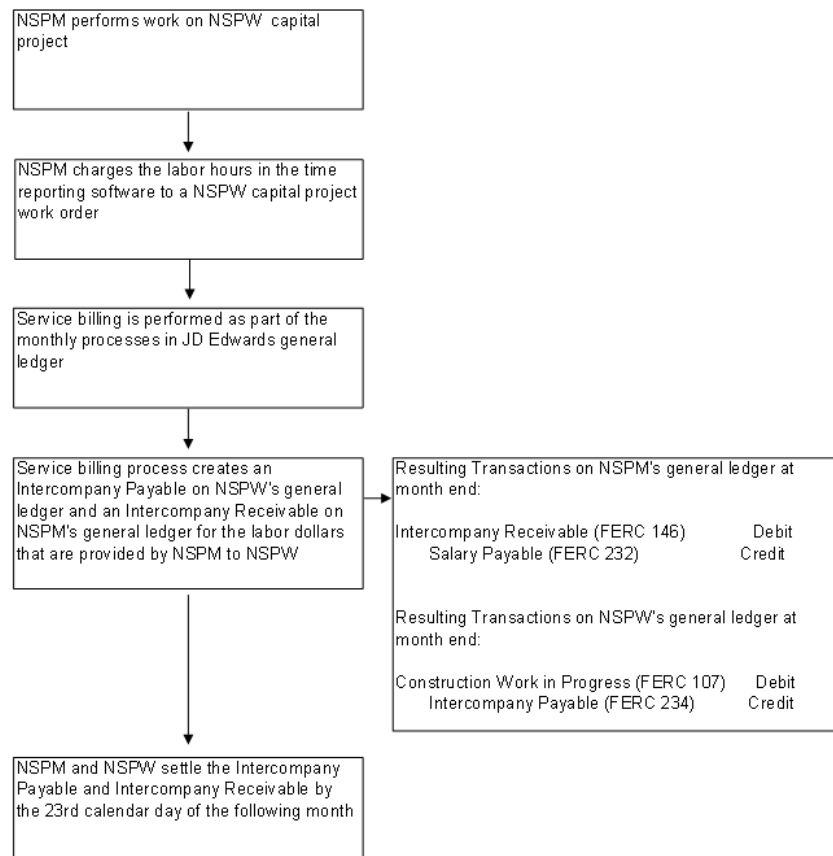 NSPM performs work on NSPW capital
project
NSPM charges the labor hours in the time
reporting software to a NSPW capital project
work order
Service billing is performed as part of the
monthly processes in JD Edwards general
ledger
Service billing process creates an
Intercompany Payable on NSPW's general
ledger and an Intercompany Receivable on
NSPM's general ledger for the labor dollars
that are provided by NSPM to NSPW
Resulting Transactions on NSPM's general ledger at
month end:
Intercompany Receivable (FERC 146) Debit
Salary Payable (FERC 232) Credit
Resulting Transactions on NSPW's general ledger at
month end:
Construction Work in Progress (FERC 107) Debit
Intercompany Payable (FERC 234) Credit
NSPM and NSPW settle the Intercompany
Payable and Intercompany Receivable by
the 23rd calendar day of the following month